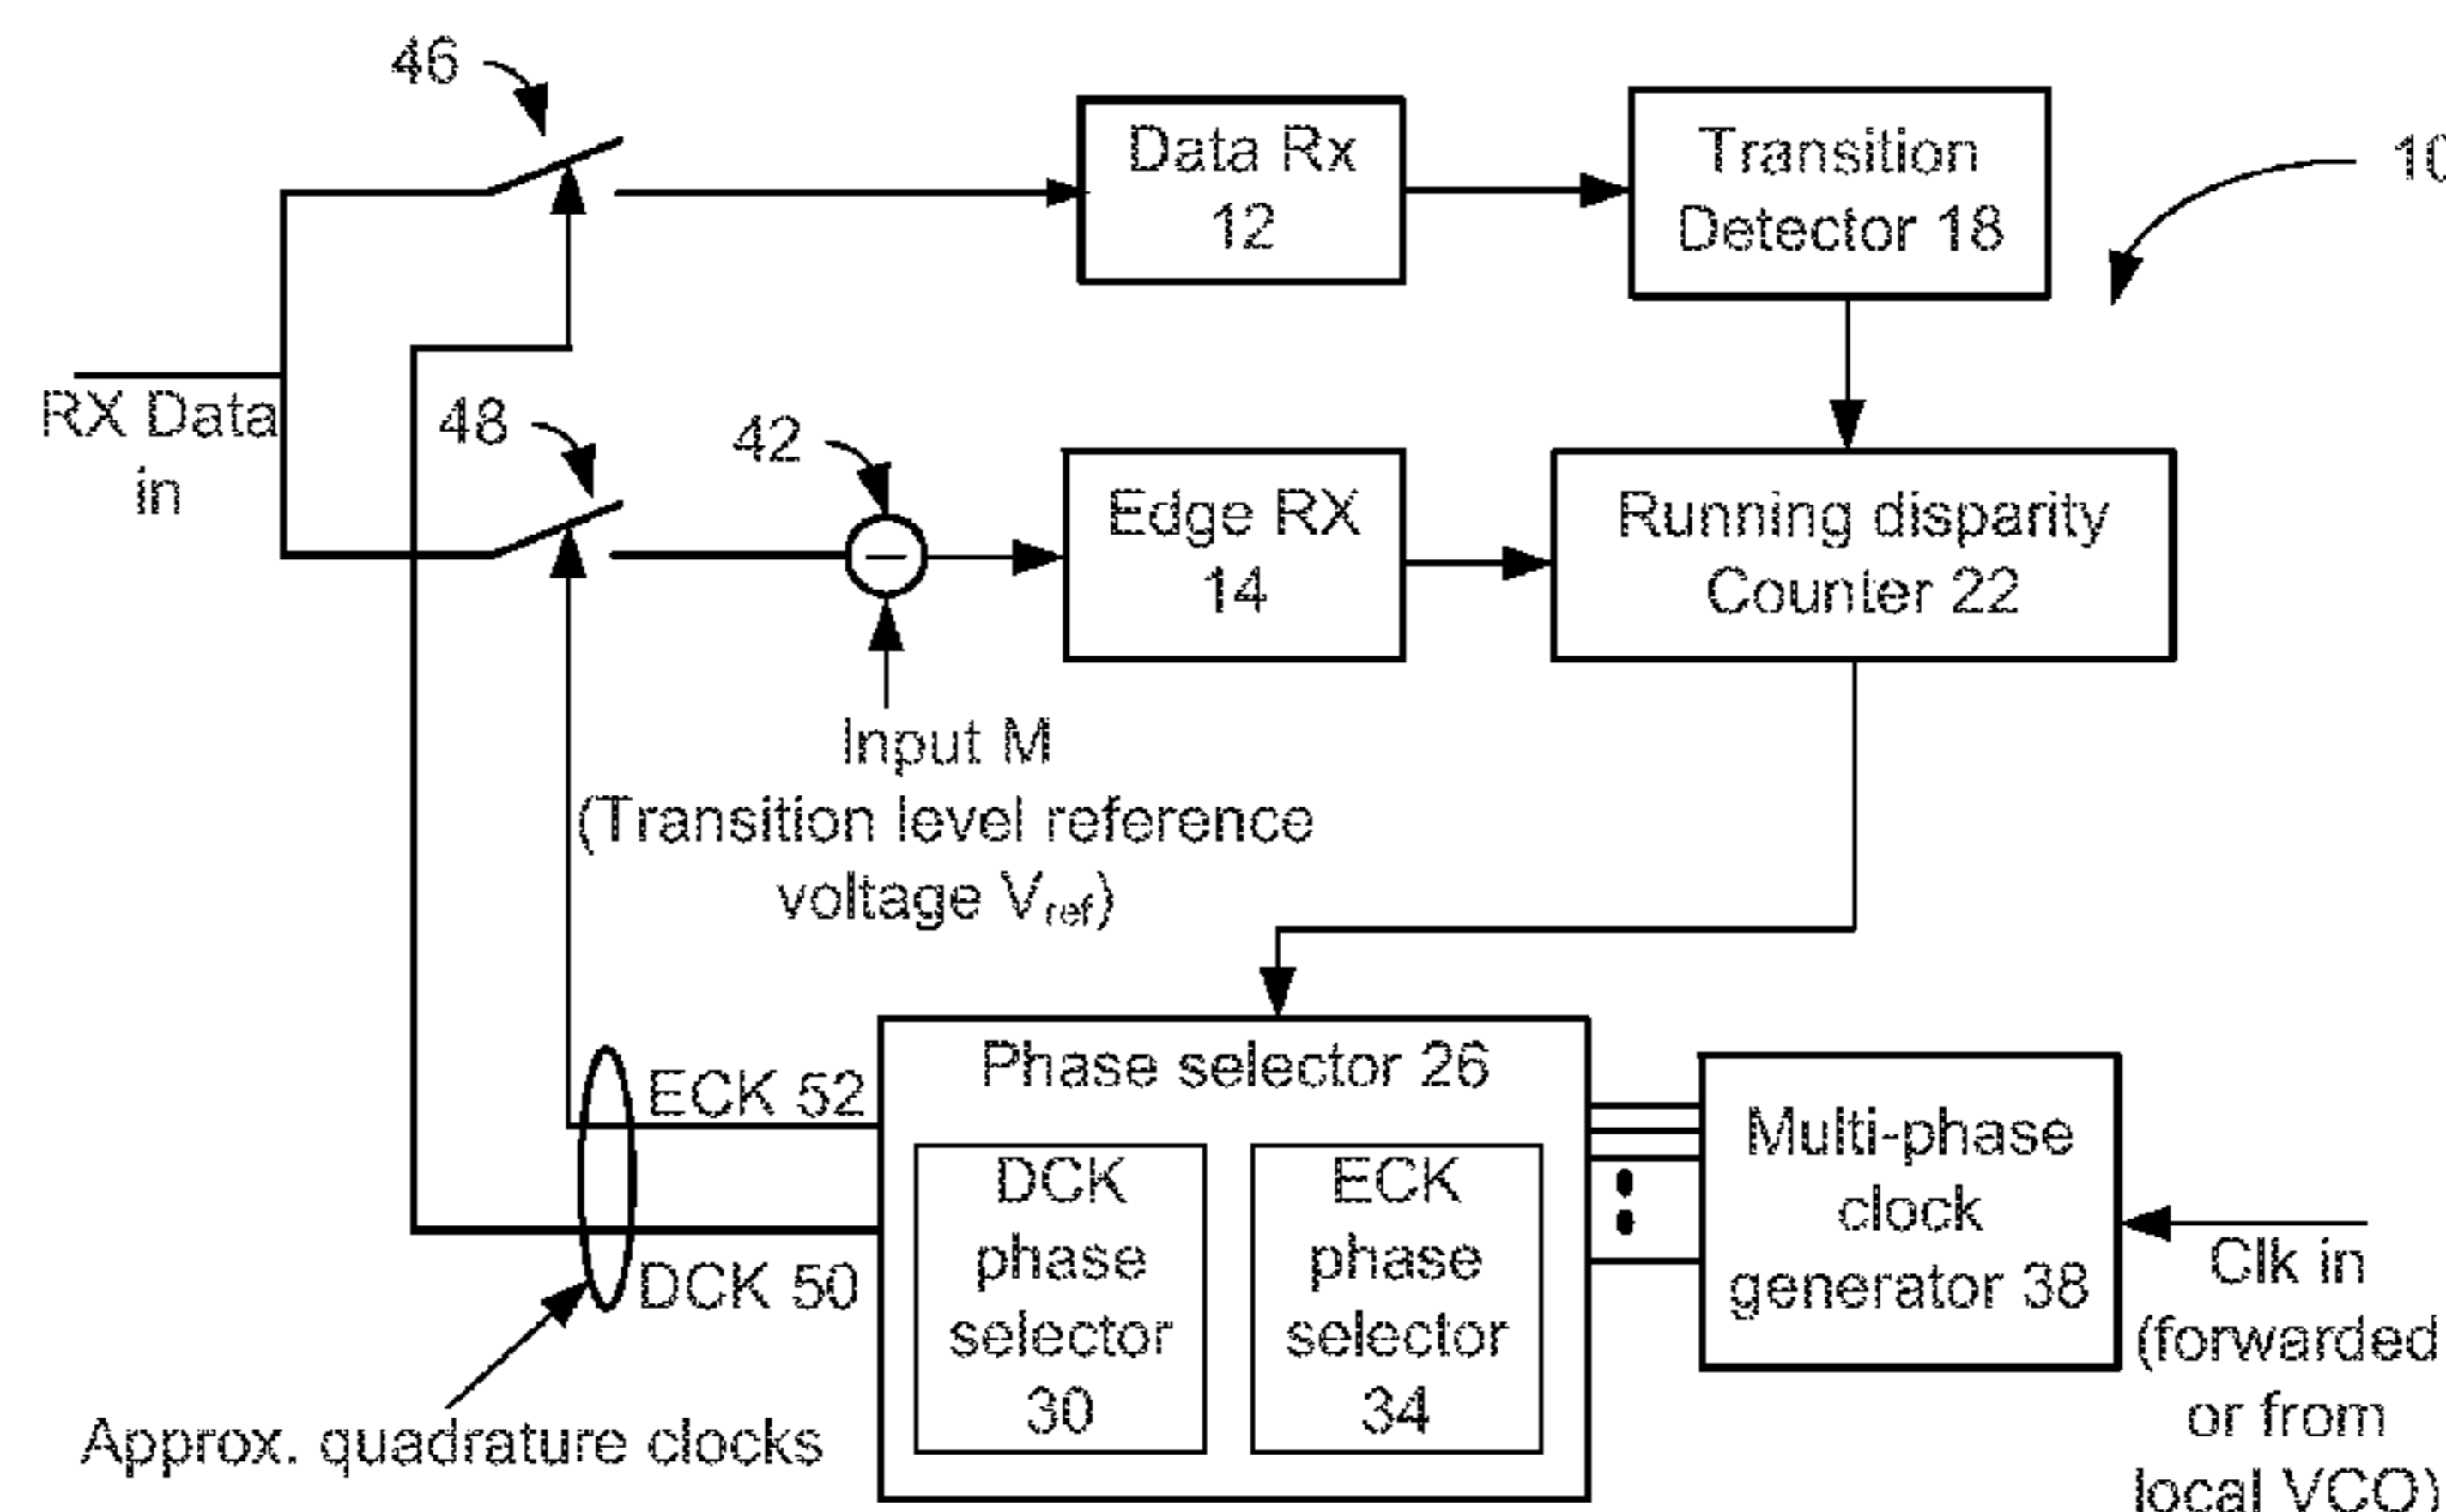 46
Data Rx
12
Transition
Detector 18
10
RX Data
in
48
42
Edge RX
14
Running disparity
Counter 22
Input M
(Transition level reference
voltage Vref)
Phase selector 26
ECK 52
DCK 50
DCK
phase
selector
30
ECK
phase
selector
34
Multi-phase
clock
generator 38
Clk in
(forwarded
or from
local VCO)
Approx. quadrature clocks